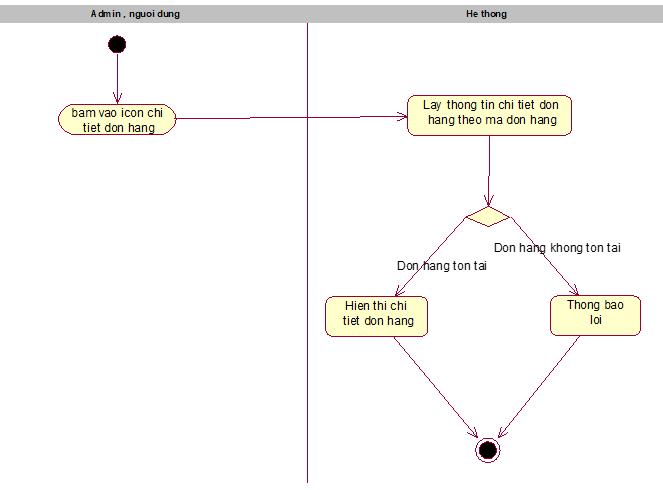 Admin , nguoi dung
He thong
bam vao icon chi
tiet don hang
Lay thong tin chi tiet don
hang theo ma don hang
Don hang khong ton tai
Don hang ton tai
Hien thi chi
tiet don hang
Thong bao
loi